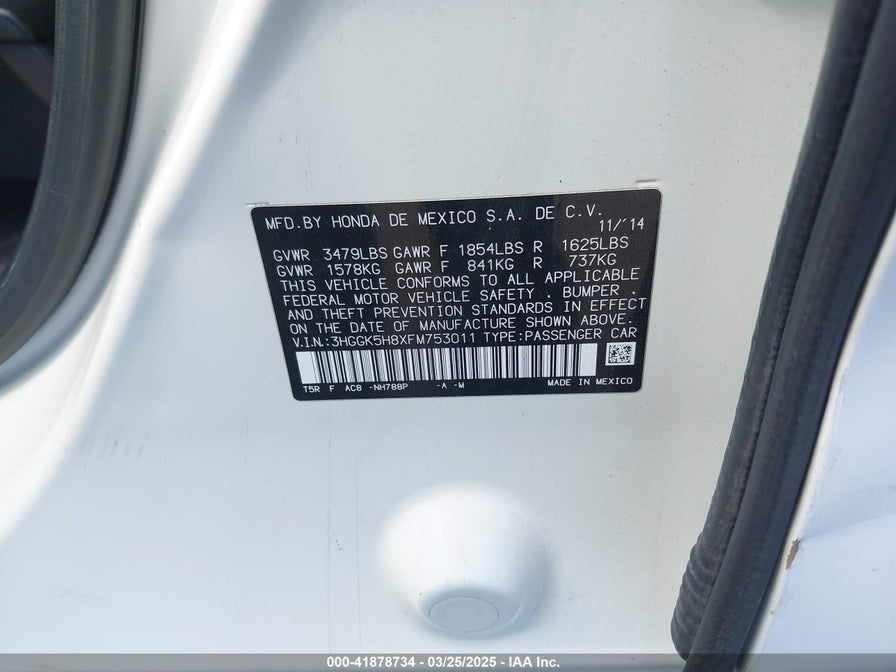 MFD.BY HONDA DE MEXICO S.A. DE C.V.
11/'14
GVWR 3479LBS GAWR F 1854LBS R 1625LBS
GVWR 1578KG GAWR F 841KG R 737KG
THIS VEHICLE CONFORMS TO ALL APPLICABLE
FEDERAL MOTOR VEHICLE SAFETY , BUMPER ,
AND THEFT PREVENTION STANDARDS IN EFFECT
ON THE DATE OF MANUFACTURE SHOWN ABOVE.
V.I.N.:3HGGK5H8XFM753011 TYPE:PASSENGER CAR
T5R F AC8 -NH788P -A -M MADE IN MEXICO
000-41878734 - 03/25/2025 - IAA Inc.